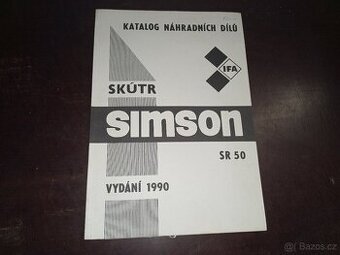 KATALOG NÁHRADNÍCH DÍLŮ
IFA
SKÚTR
simson
SR 50
VYDÁNÍ 1990
Bazos.cz